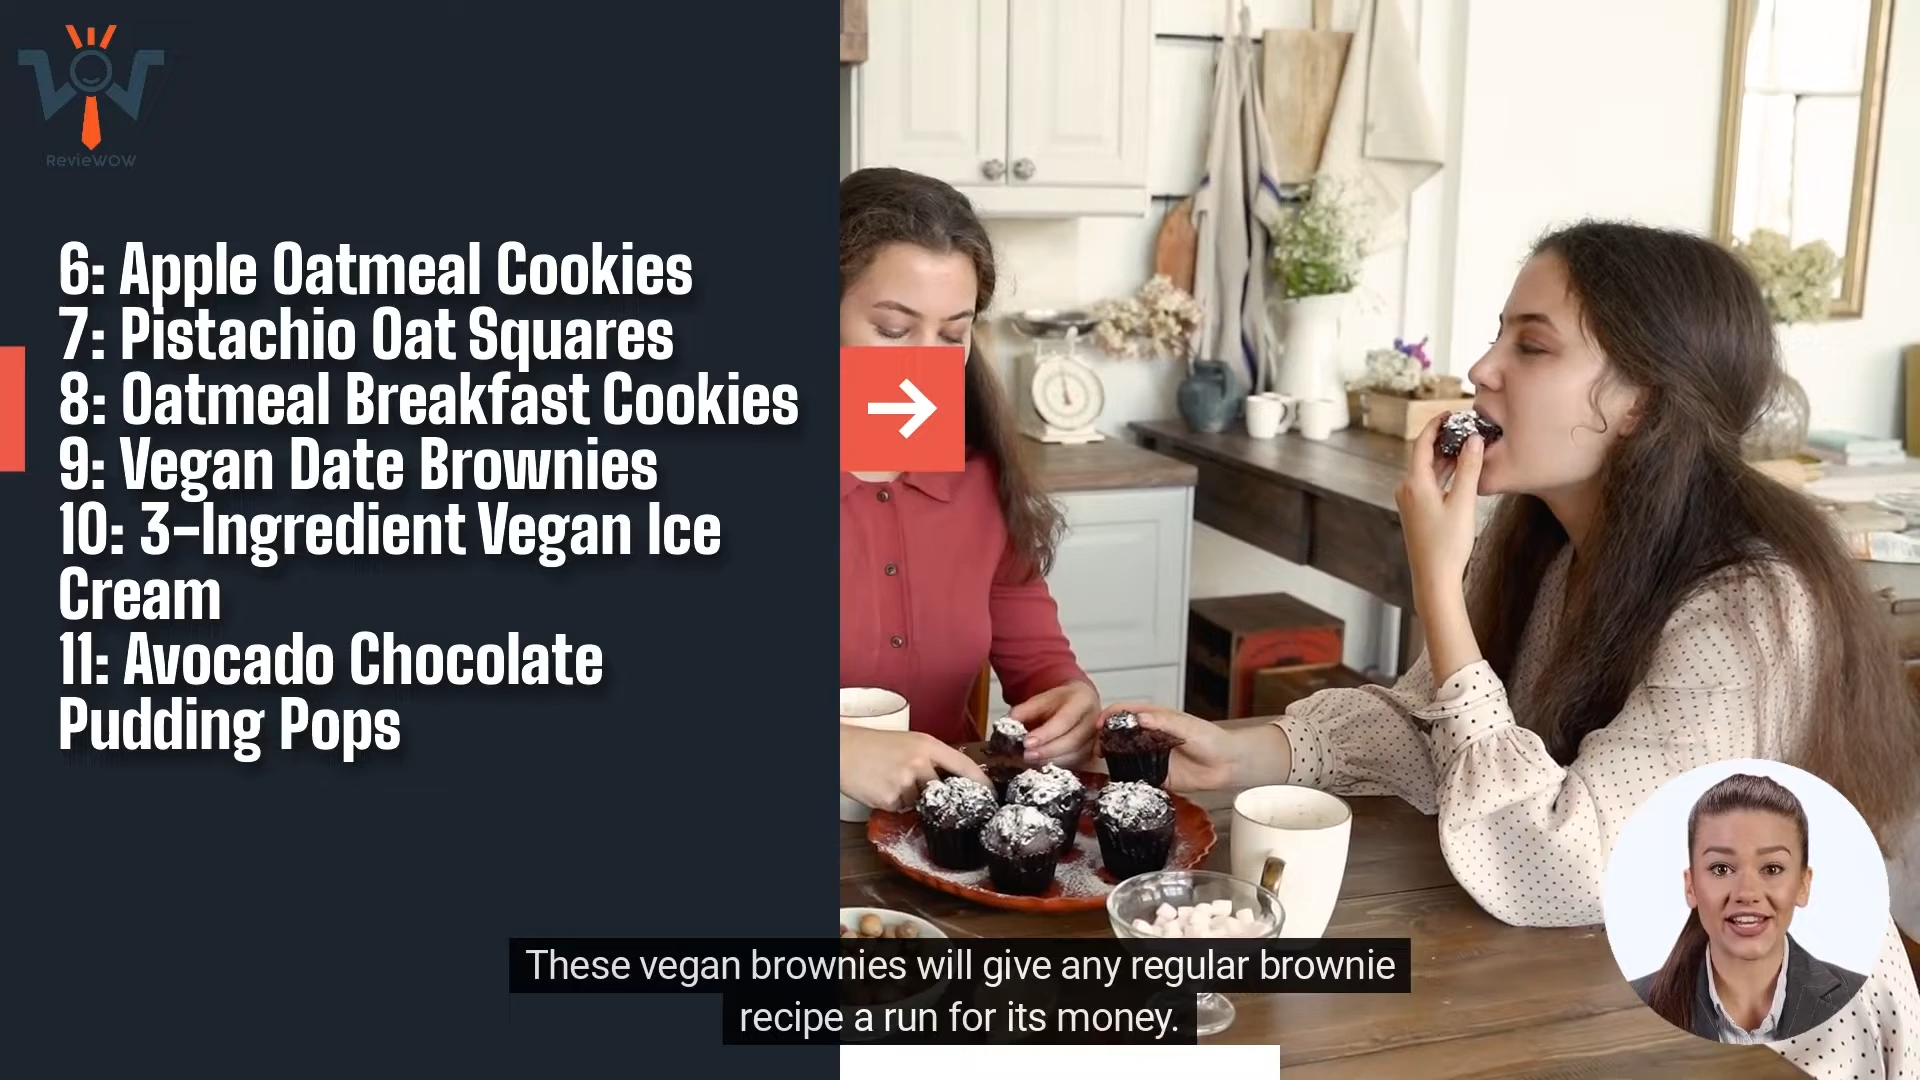 RevieWOW
6: Apple Oatmeal Cookies
7: Pistachio Oat Squares
8: Oatmeal Breakfast Cookies
9: Vegan Date Brownies
10: 3-Ingredient Vegan Ice
Cream
11: Avocado Chocolate
Pudding Pops
These vegan brownies will give any regular brownie
recipe a run for its money.